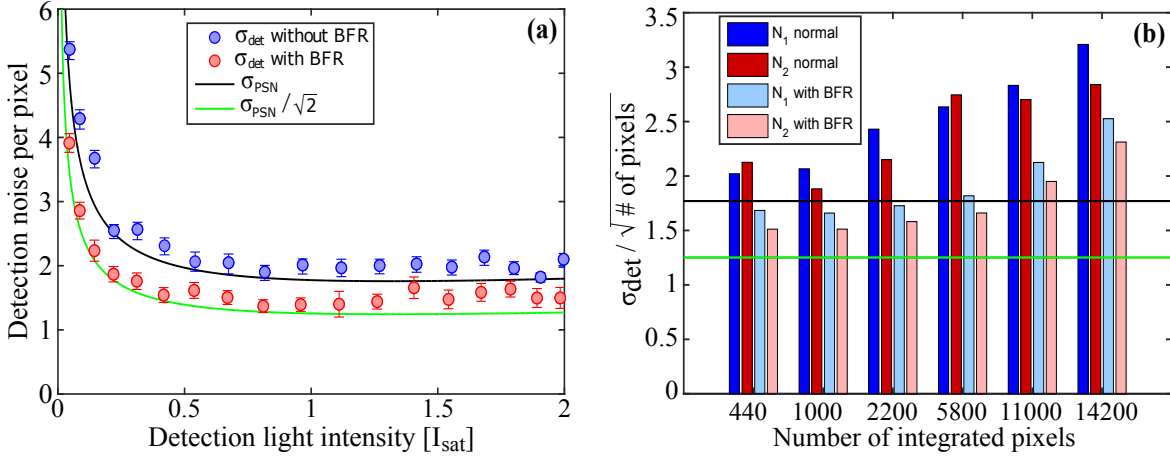 (a)
σdet without BFR
σdet with BFR
σPSN
σPSN / √2
Detection noise per pixel
6
5
4
3
2
1
0
0
0.5
1
1.5
2
Detection light intensity [Isat]
(b)
N1 normal
N2 normal
N1 with BFR
N2 with BFR
σdet / √# of pixels
3.5
3
2.5
2
1.5
1
0.5
0
440
1000
2200
5800
11000
14200
Number of integrated pixels